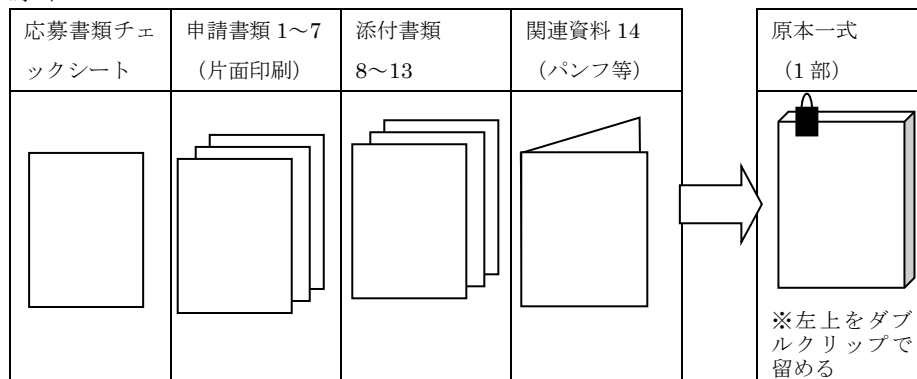 応募書類チェ
ックシート
申請書類 1～7
（片面印刷）
添付書類
8～13
関連資料 14
（パンフ等）
原本一式
（1 部）
※左上をダブ
ルクリップで
留める